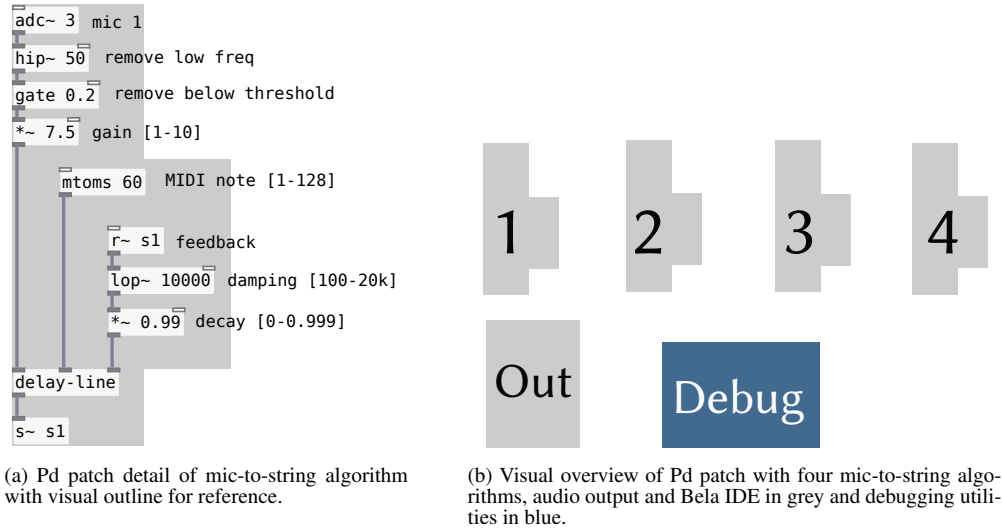 adc~ 3 mic 1
hip~ 50 remove low freq
gate 0.2 remove below threshold
*~ 7.5 gain [1-10]
mtoms 60 MIDI note [1-128]
r~ s1 feedback
lop~ 10000 damping [100-20k]
*~ 0.99 decay [0-0.999]
delay-line
s~ s1
(a) Pd patch detail of mic-to-string algorithm
with visual outline for reference.
1 2 3 4
Out Debug
(b) Visual overview of Pd patch with four mic-to-string algo-
rithms, audio output and Bela IDE in grey and debugging utili-
ties in blue.